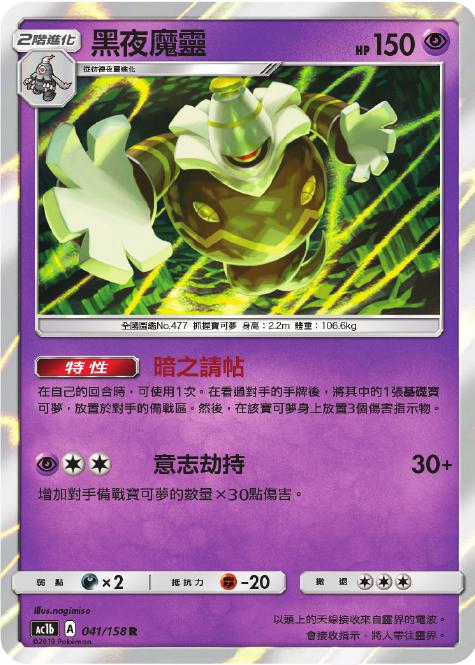 2階進化
黑夜魔靈
HP 150
從彷徨夜靈進化
全國圖鑑No.477 抓握寶可夢 身高:2.2m 體重:106.6kg
特性 暗之請帖
在自己的回合時,可使用1次。在看過對手的手牌後,將其中的1張基礎寶
可夢,放置於對手的備戰區。然後,在該寶可夢身上放置3個傷害指示物。
意志劫持 30+
增加對手備戰寶可夢的數量×30點傷害。
弱點 ×2 抵抗力 -20 撤退
Illus.nagimiso
AC1b A 041/158 R
©2019 Pokémon
以頭上的天線接收來自靈界的電波。
會接收指示,將人帶往靈界。